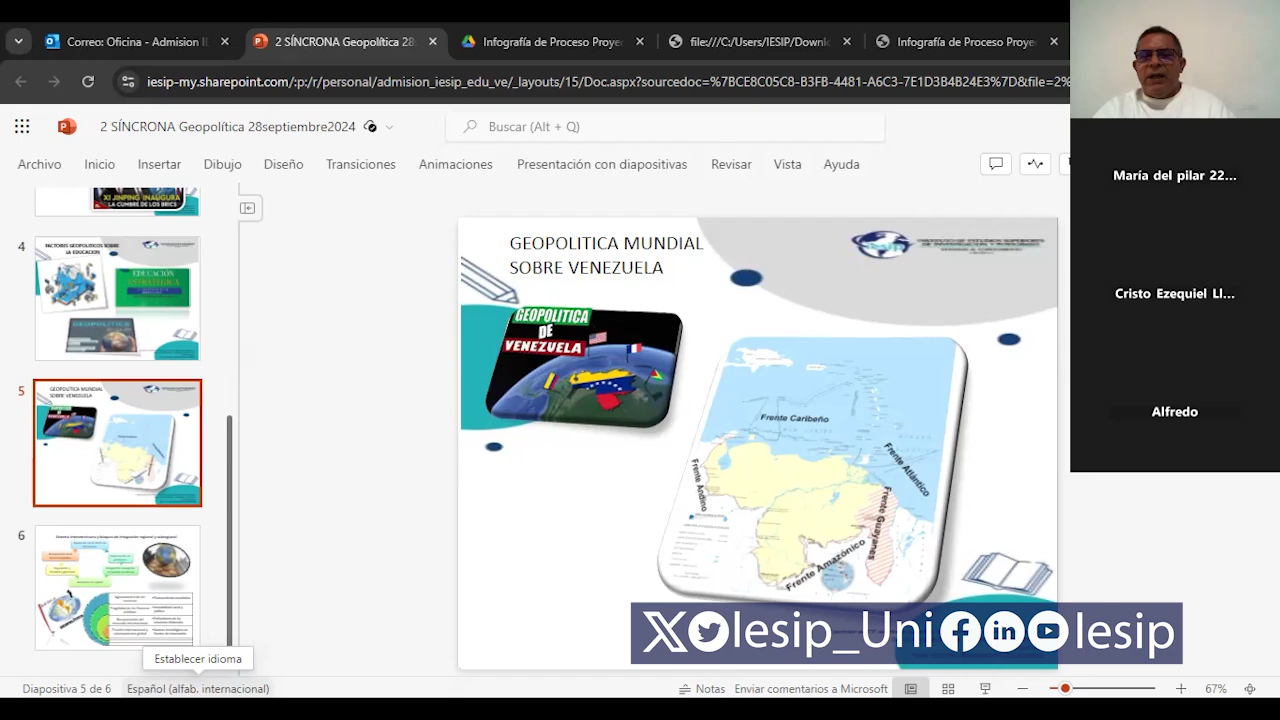 Correo: Oficina - Admision I
2 SÍNCRONA Geopolítica 28
Infografía de Proceso Proye
file:///C:/Users/IESIP/Downl
Infografía de Proceso Proye
iesip-my.sharepoint.com/:p:/r/personal/admision_iesip_edu_ve/_layouts/15/Doc.aspx?sourcedoc=%7BCE8C05C8-B3FB-4481-A6C3-7E1D3B4B24E3%7D&file=2%
2 SÍNCRONA Geopolítica 28septiembre2024
Buscar (Alt + Q)
Archivo Inicio Insertar Dibujo Diseño Transiciones Animaciones Presentación con diapositivas Revisar Vista Ayuda
María del pilar 22...
Cristo Ezequiel Ll...
Alfredo
XI JINPING INAUGURA
LA CUMBRE DE LOS BRICS
4
FACTORES GEOPOLITICOS SOBRE
LA EDUCACION
EDUCACIÓN
ESTRATÉGICA
GEOPOLITICA
5
GEOPOLITICA MUNDIAL
SOBRE VENEZUELA
6
GEOPOLITICA MUNDIAL
SOBRE VENEZUELA
GEOPOLITICA
DE
VENEZUELA
Frente Caribeño
Frente Atlántico
Frente Andino
Frente Guayanes
Frente Amazónico
Iesip_Uni Iesip
Establecer idioma
Diapositiva 5 de 6 Español (alfab. internacional) Notas Enviar comentarios a Microsoft 67%